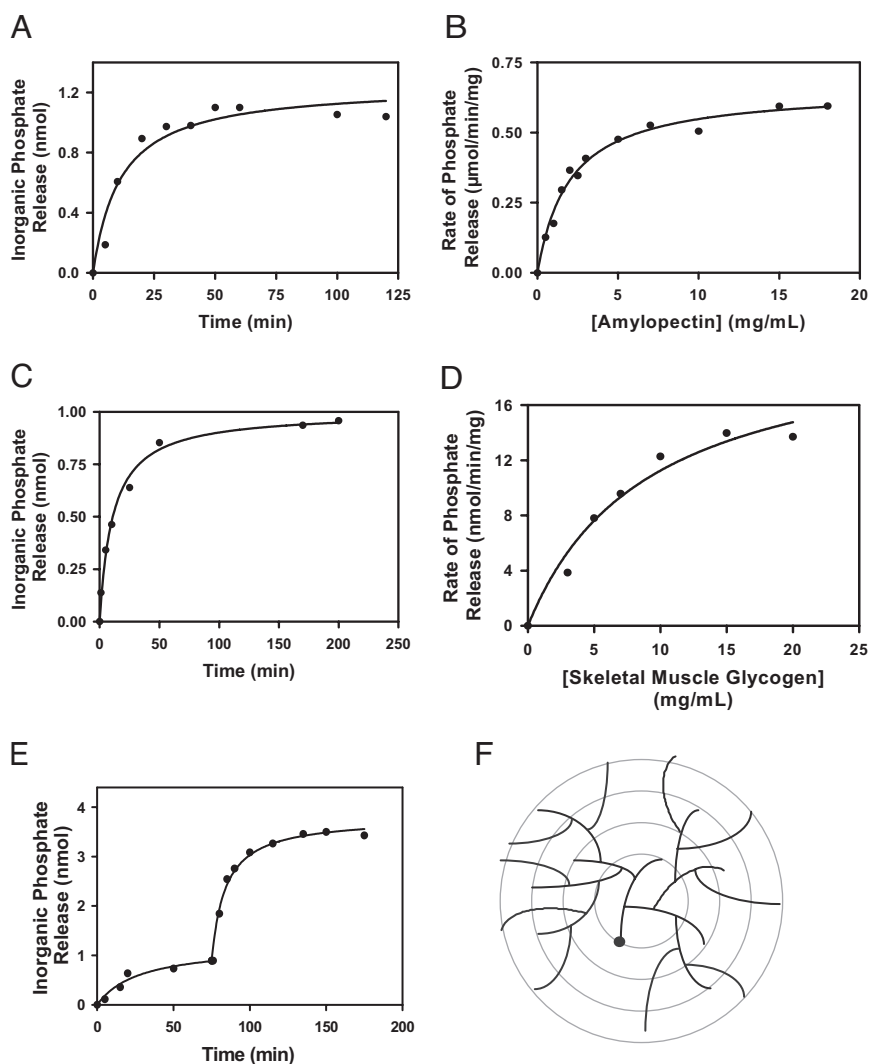 A
Inorganic Phosphate
Release (nmol)
1.2
0.8
0.4
0.0
0 25 50 75 100 125
Time (min)
B
Rate of Phosphate
Release (µmol/min/mg)
0.75
0.50
0.25
0.00
0 5 10 15 20
[Amylopectin] (mg/mL)
C
Inorganic Phosphate
Release (nmol)
1.00
0.75
0.50
0.25
0.00
0 50 100 150 200 250
Time (min)
D
Rate of Phosphate
Release (nmol/min/mg)
16
12
8
4
0
0 5 10 15 20 25
[Skeletal Muscle Glycogen]
(mg/mL)
E
Inorganic Phosphate
Release (nmol)
4
3
2
1
0
0 50 100 150 200
Time (min)
F